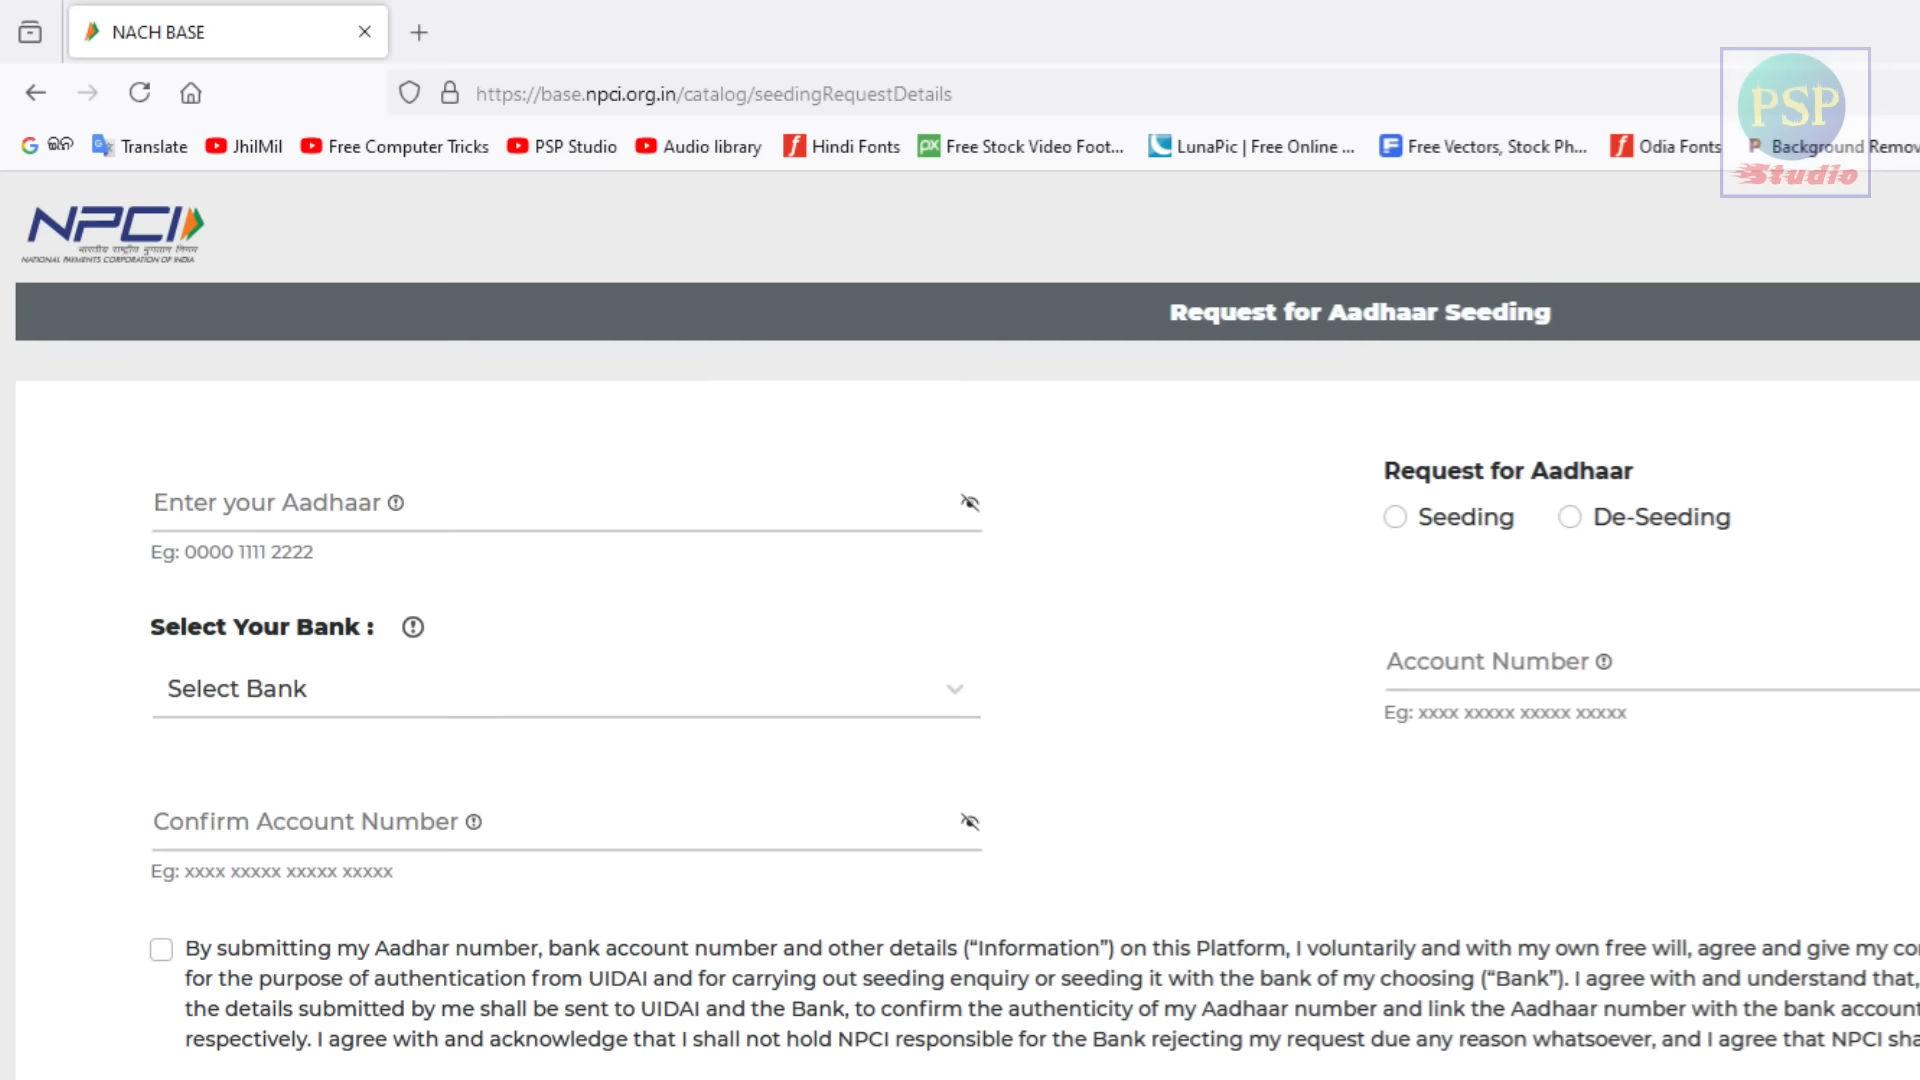 NACH BASE
https://base.npci.org.in/catalog/seedingRequestDetails
Translate JhilMil Free Computer Tricks PSP Studio Audio library Hindi Fonts Free Stock Video Foot... LunaPic | Free Online ... Free Vectors, Stock Ph... Odia Fonts Background Remov
PSP
Studio
NPCI
भारतीय राष्ट्रीय भुगतान निगम
NATIONAL PAYMENTS CORPORATION OF INDIA
Request for Aadhaar Seeding
Request for Aadhaar
Enter your Aadhaar
Seeding De-Seeding
Eg: 0000 1111 2222
Select Your Bank :
Account Number
Select Bank
Eg: xxxx xxxxx xxxxx xxxxx
Confirm Account Number
Eg: xxxx xxxxx xxxxx xxxxx
By submitting my Aadhar number, bank account number and other details (“Information”) on this Platform, I voluntarily and with my own free will, agree and give my co
for the purpose of authentication from UIDAI and for carrying out seeding enquiry or seeding it with the bank of my choosing (“Bank”). I agree with and understand that,
the details submitted by me shall be sent to UIDAI and the Bank, to confirm the authenticity of my Aadhaar number and link the Aadhaar number with the bank account
respectively. I agree with and acknowledge that I shall not hold NPCI responsible for the Bank rejecting my request due any reason whatsoever, and I agree that NPCI sha